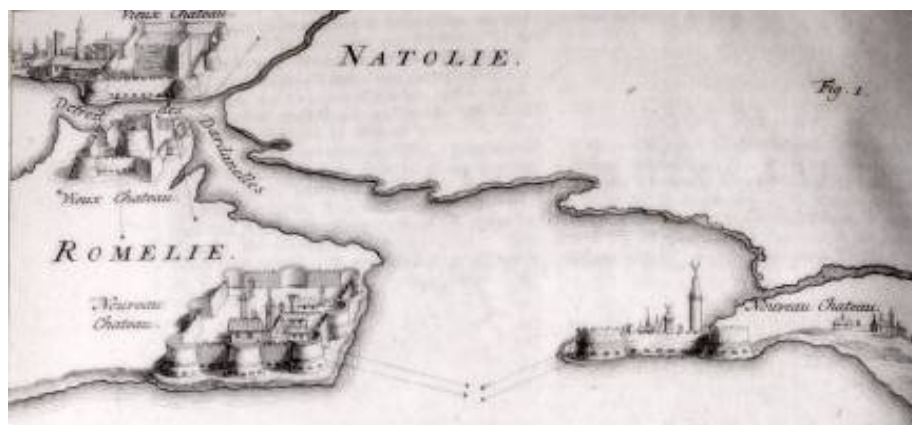 Vieux Chateau
NATOLIE.
Fig. 1.
Detroit des Dardanelles
Vieux Chateau.
ROMELIE.
Nouveau
Chateau.
Nouveau Chateau.